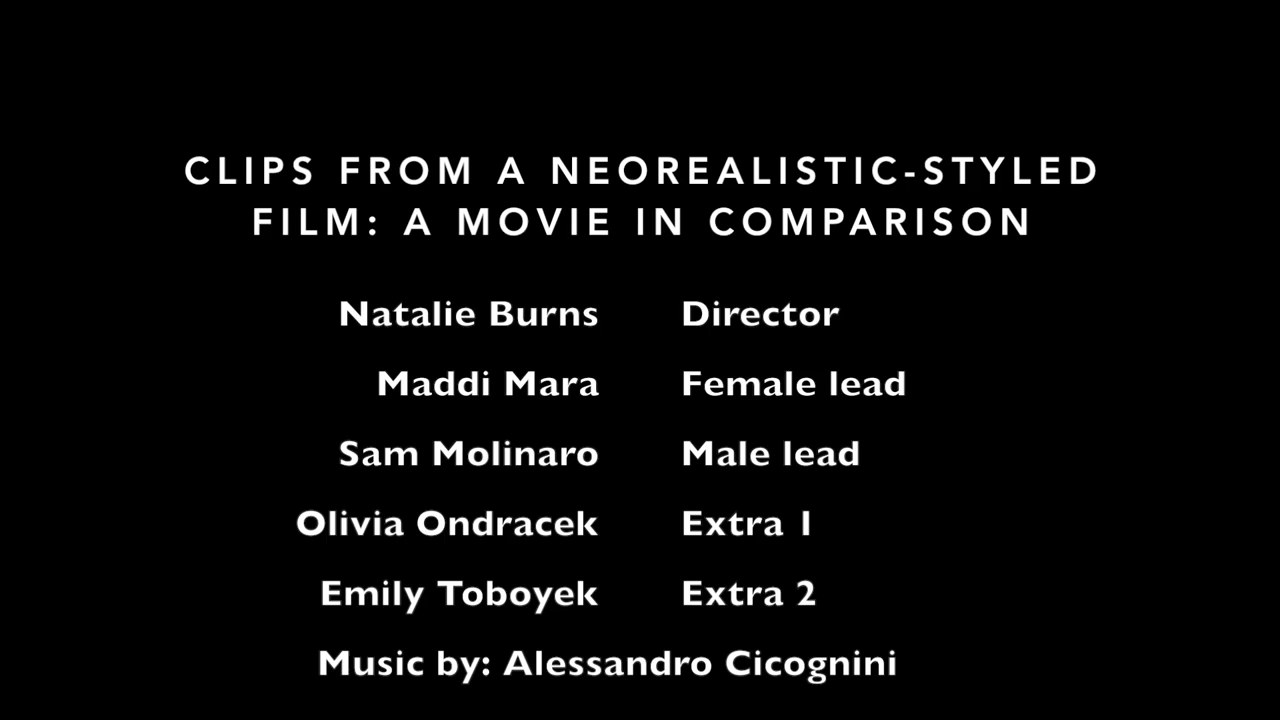 CLIPS FROM A NEOREALISTIC-STYLED
FILM: A MOVIE IN COMPARISON
Natalie Burns Director
Maddi Mara Female lead
Sam Molinaro Male lead
Olivia Ondracek Extra 1
Emily Toboyek Extra 2
Music by: Alessandro Cicognini